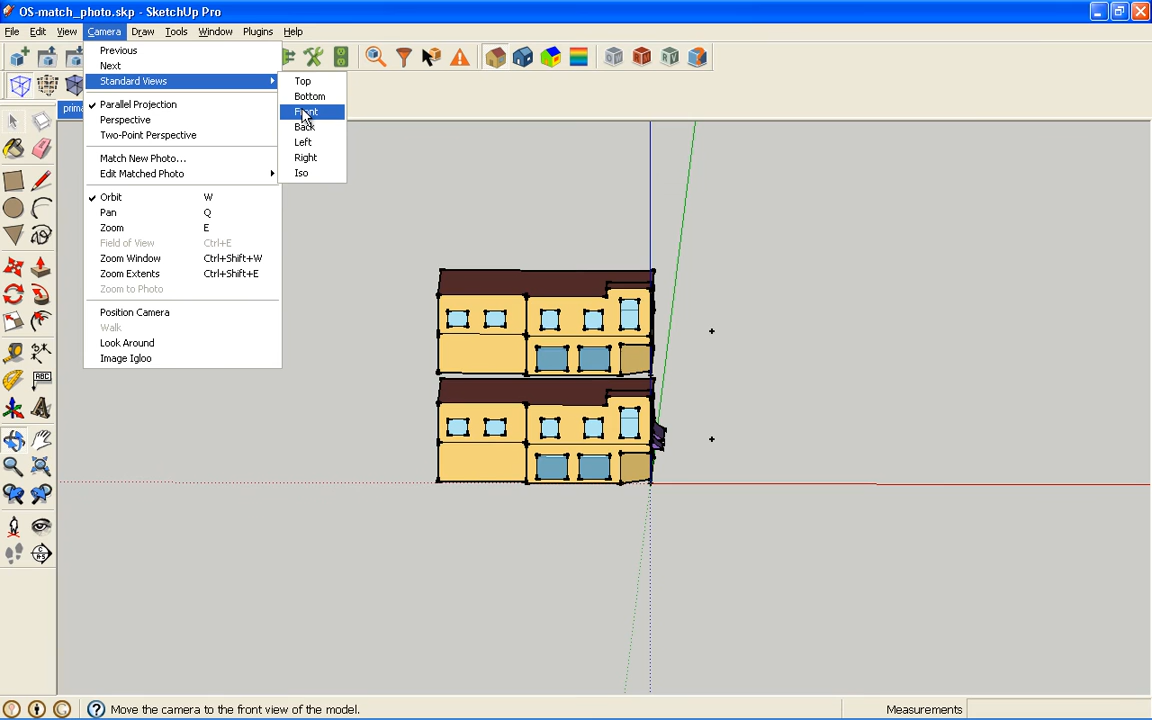 OS-match_photo.skp - SketchUp Pro
File Edit View Camera Draw Tools Window Plugins Help
Previous
Next
Standard Views
Parallel Projection
Perspective
Two-Point Perspective
Match New Photo...
Edit Matched Photo
Orbit W
Pan Q
Zoom E
Field of View Ctrl+E
Zoom Window Ctrl+Shift+W
Zoom Extents Ctrl+Shift+E
Zoom to Photo
Position Camera
Walk
Look Around
Image Igloo
Top
Bottom
Front
Back
Left
Right
Iso
prima
ABC
Move the camera to the front view of the model.
Measurements